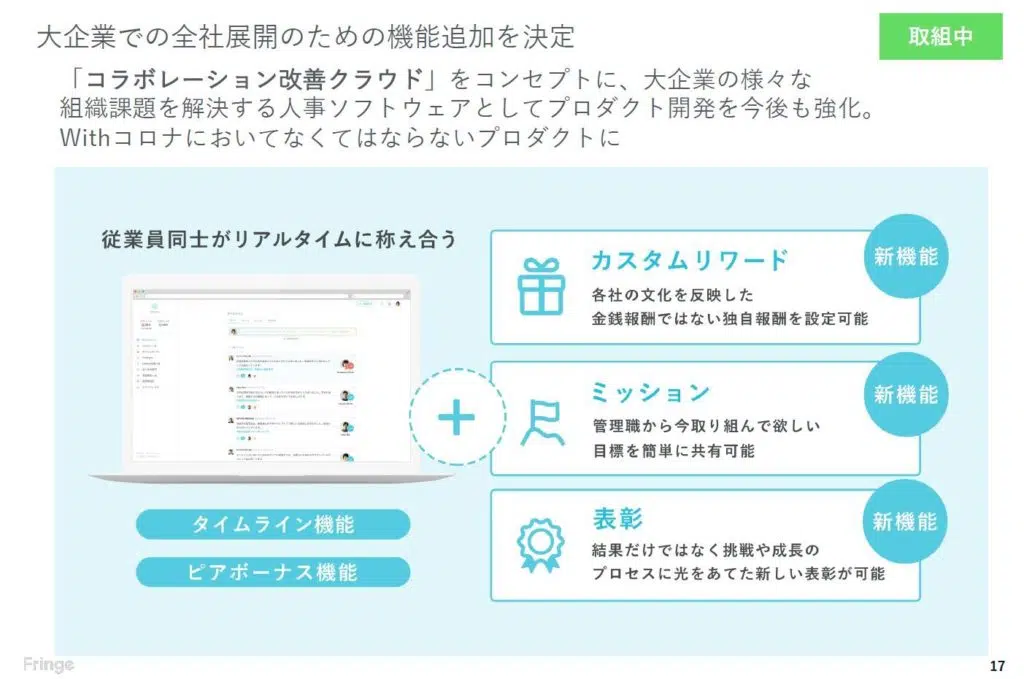 大企業での全社展開のための機能追加を決定
取組中
「コラボレーション改善クラウド」をコンセプトに、大企業の様々な
組織課題を解決する人事ソフトウェアとしてプロダクト開発を今後も強化。
Withコロナにおいてなくてはならないプロダクトに
従業員同士がリアルタイムに称え合う
タイムライン機能
ピアボーナス機能
+
カスタムリワード
新機能
各社の文化を反映した
金銭報酬ではない独自報酬を設定可能
ミッション
新機能
管理職から今取り組んで欲しい
目標を簡単に共有可能
表彰
新機能
結果だけではなく挑戦や成長の
プロセスに光をあてた新しい表彰が可能
Fringe
17